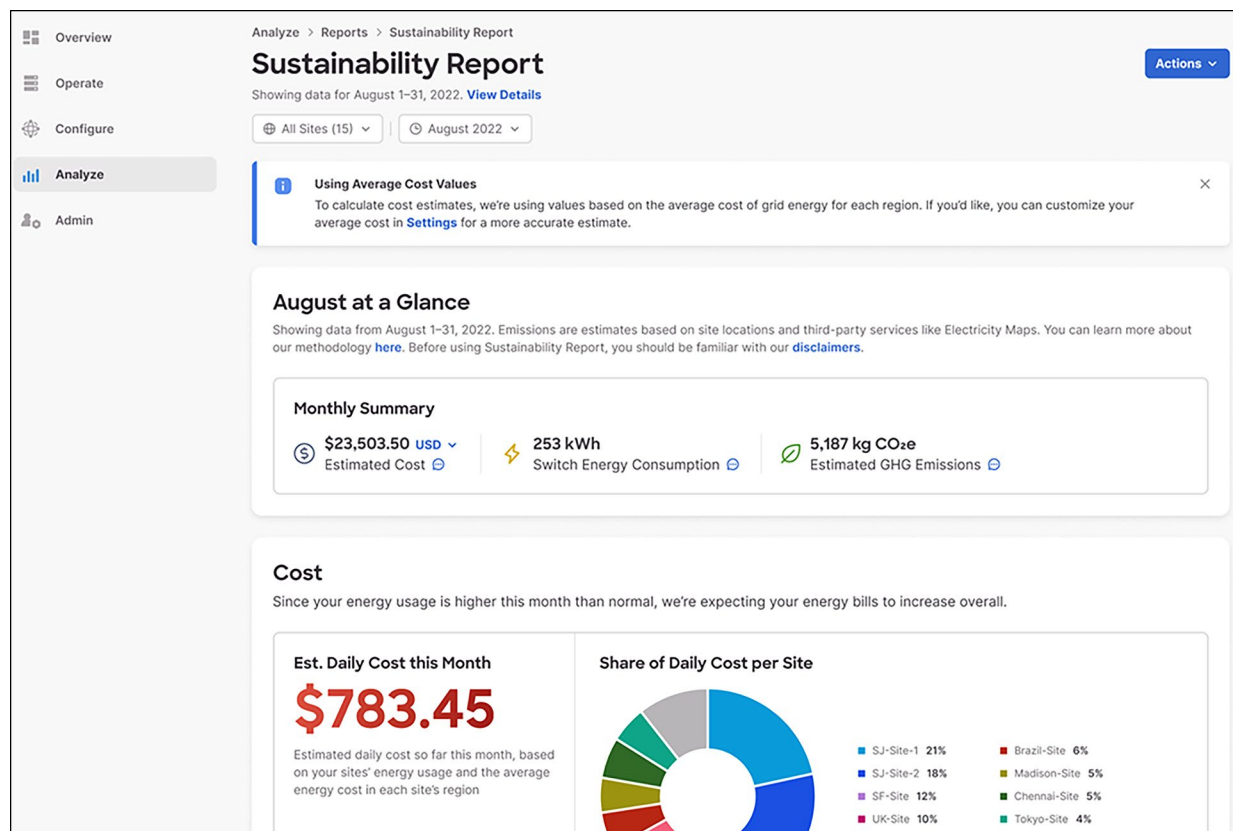 Overview
Operate
Configure
Analyze
Admin
Analyze > Reports > Sustainability Report
Sustainability Report
Actions
Showing data for August 1–31, 2022. View Details
All Sites (15)
August 2022
Using Average Cost Values
To calculate cost estimates, we're using values based on the average cost of grid energy for each region. If you'd like, you can customize your
average cost in Settings for a more accurate estimate.
August at a Glance
Showing data from August 1–31, 2022. Emissions are estimates based on site locations and third-party services like Electricity Maps. You can learn more about
our methodology here. Before using Sustainability Report, you should be familiar with our disclaimers.
Monthly Summary
$23,503.50 USD
Estimated Cost
253 kWh
Switch Energy Consumption
5,187 kg CO₂e
Estimated GHG Emissions
Cost
Since your energy usage is higher this month than normal, we're expecting your energy bills to increase overall.
Est. Daily Cost this Month
$783.45
Estimated daily cost so far this month, based
on your sites' energy usage and the average
energy cost in each site's region
Share of Daily Cost per Site
SJ-Site-1 21%
SJ-Site-2 18%
SF-Site 12%
UK-Site 10%
Brazil-Site 6%
Madison-Site 5%
Chennai-Site 5%
Tokyo-Site 4%